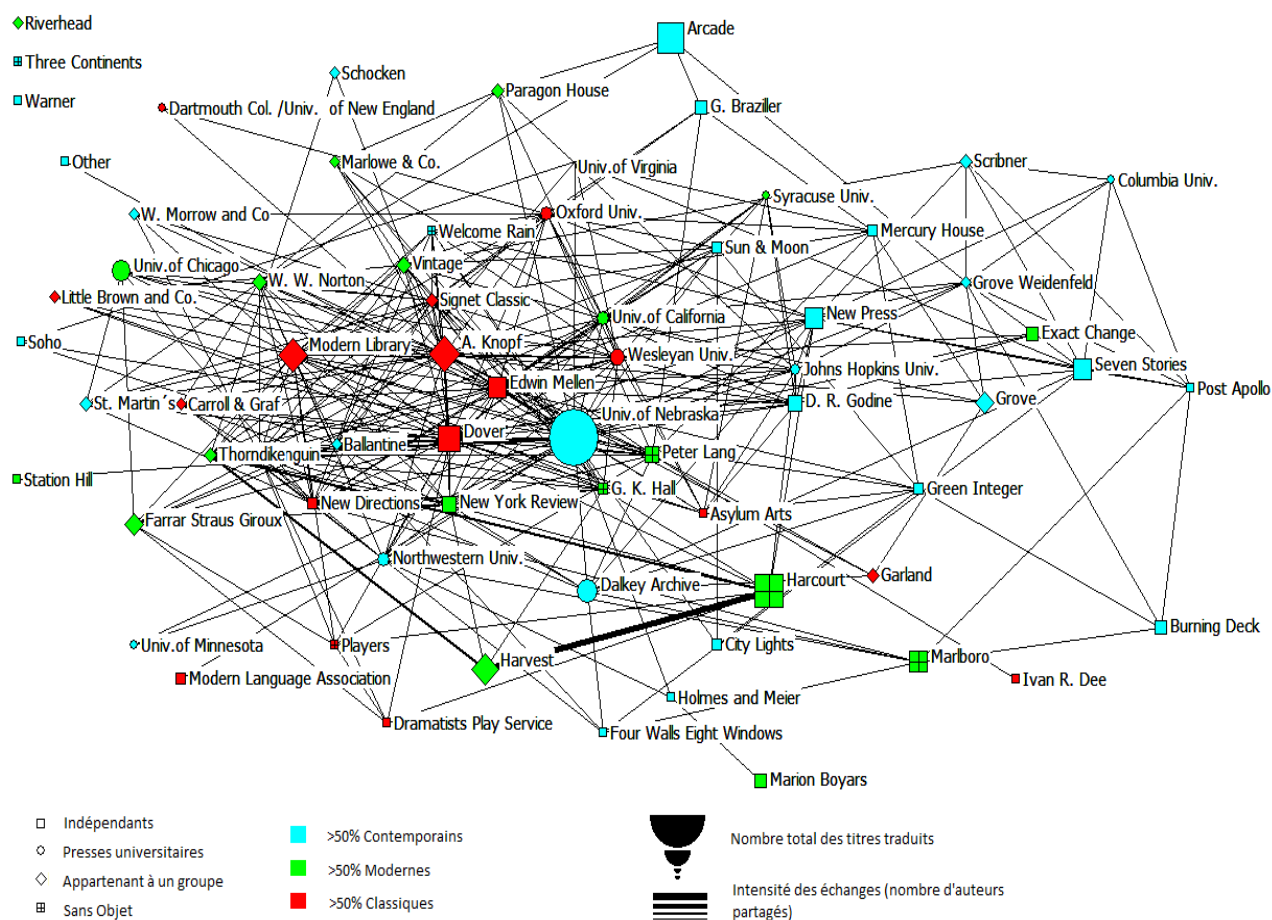 Riverhead
Three Continents
Warner
Arcade
Schocken
Paragon House
G. Braziller
Dartmouth Col. /Univ. of New England
Other
Marlowe & Co.
Univ.of Virginia
Scribner
Columbia Univ.
Syracuse Univ.
W. Morrow and Co
Oxford Univ.
Welcome Rain
Mercury House
Sun & Moon
Univ.of Chicago
W. W. Norton
Vintage
Grove Weidenfeld
Little Brown and Co.
Signet Classic
Univ.of California
New Press
Exact Change
Soho
Modern Library
A. Knopf
Wesleyan Univ.
Johns Hopkins Univ.
Seven Stories
Post Apollo
Edwin Mellen
St. Martin´s
Carroll & Graf
Univ.of Nebraska
D. R. Godine
Grove
Ballantine
Dover
Thorndikenguin
Peter Lang
Station Hill
G. K. Hall
Green Integer
New Directions
New York Review
Asylum Arts
Farrar Straus Giroux
Northwestern Univ.
Dalkey Archive
Harcourt
Garland
Univ.of Minnesota
Players
Harvest
City Lights
Marlboro
Burning Deck
Modern Language Association
Ivan R. Dee
Holmes and Meier
Dramatists Play Service
Four Walls Eight Windows
Marion Boyars
Indépendants
Presses universitaires
Appartenant à un groupe
Sans Objet
>50% Contemporains
>50% Modernes
>50% Classiques
Nombre total des titres traduits
Intensité des échanges (nombre d'auteurs
partagés)